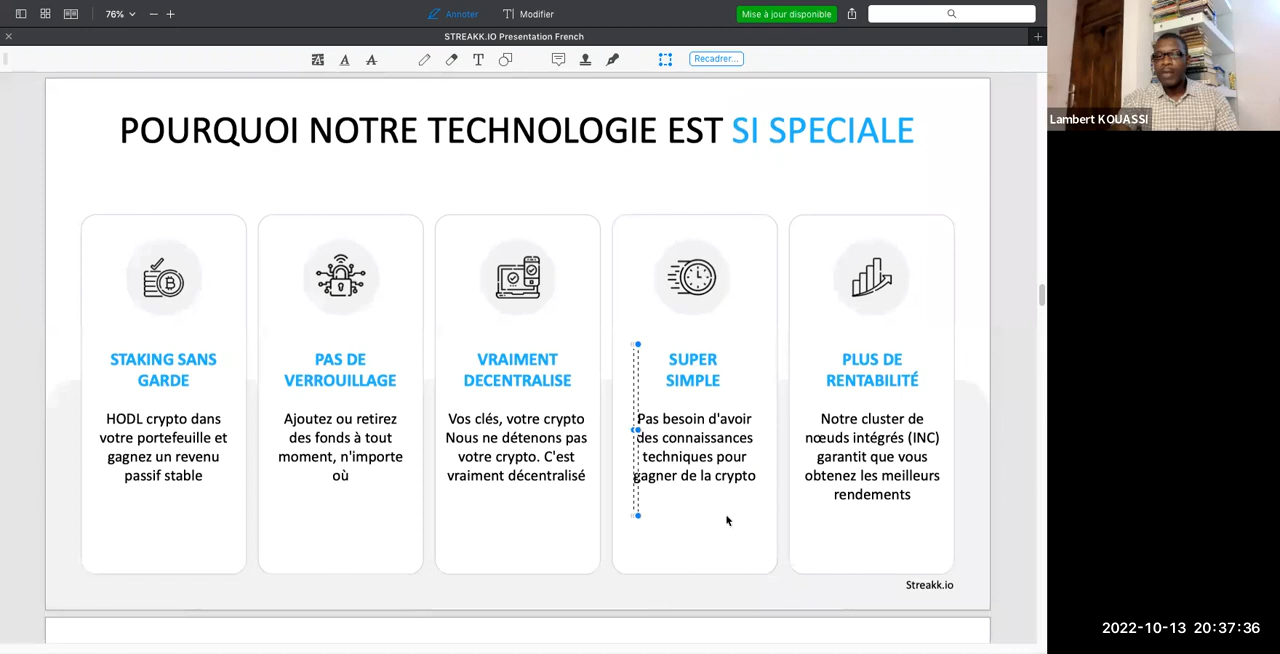 76%
Annoter
Modifier
Mise à jour disponible
STREAKK.IO Presentation French
Recadrer...
Lambert KOUASSI
POURQUOI NOTRE TECHNOLOGIE EST SI SPECIALE
STAKING SANS
GARDE
HODL crypto dans
votre portefeuille et
gagnez un revenu
passif stable
PAS DE
VERROUILLAGE
Ajoutez ou retirez
des fonds à tout
moment, n'importe
où
VRAIMENT
DECENTRALISE
Vos clés, votre crypto
Nous ne détenons pas
votre crypto. C'est
vraiment décentralisé
SUPER
SIMPLE
Pas besoin d'avoir
des connaissances
techniques pour
gagner de la crypto
PLUS DE
RENTABILITÉ
Notre cluster de
nœuds intégrés (INC)
garantit que vous
obtenez les meilleurs
rendements
Streakk.io
2022-10-13 20:37:36